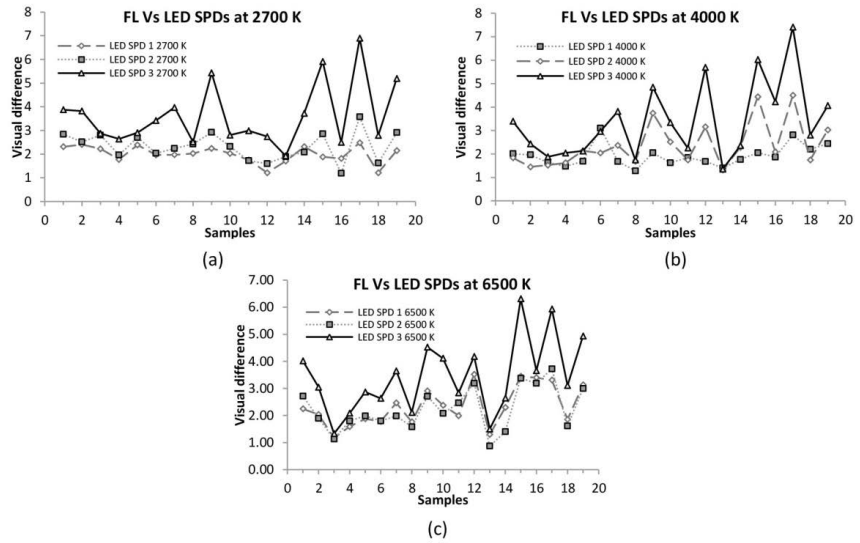 FL Vs LED SPDs at 2700 K
LED SPD 1 2700 K
LED SPD 2 2700 K
LED SPD 3 2700 K
Visual difference
8
7
6
5
4
3
2
1
0
0 2 4 6 8 10 12 14 16 18 20
Samples
(a)
FL Vs LED SPDs at 4000 K
LED SPD 1 4000 K
LED SPD 2 4000 K
LED SPD 3 4000 K
Visual difference
8
7
6
5
4
3
2
1
0
0 2 4 6 8 10 12 14 16 18 20
Samples
(b)
FL Vs LED SPDs at 6500 K
LED SPD 1 6500 K
LED SPD 2 6500 K
LED SPD 3 6500 K
Visual difference
7.00
6.00
5.00
4.00
3.00
2.00
1.00
0.00
0 2 4 6 8 10 12 14 16 18 20
Samples
(c)